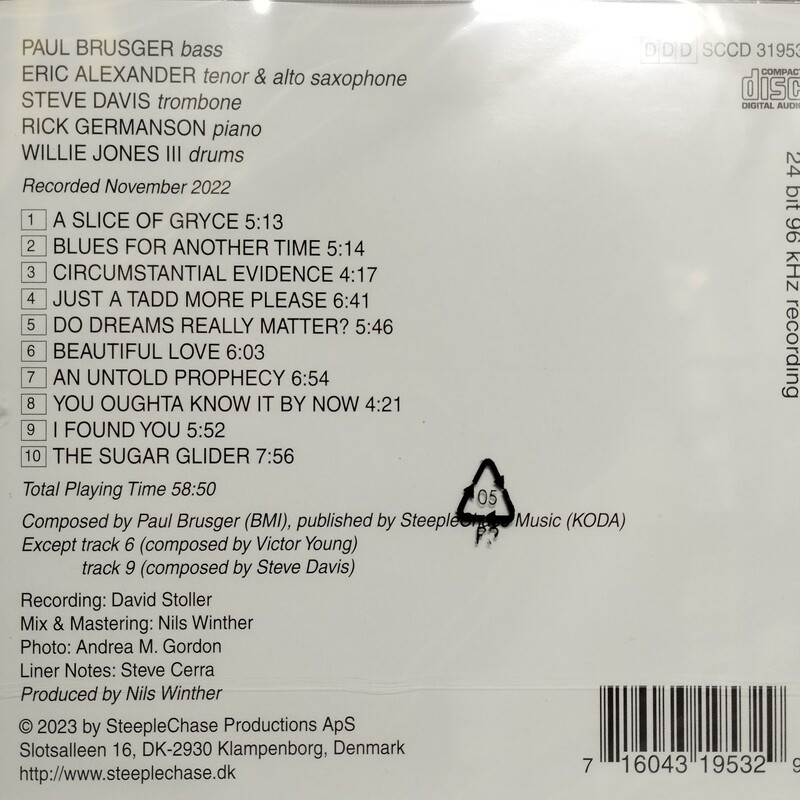 PAUL BRUSGER bass
ERIC ALEXANDER tenor & alto saxophone
STEVE DAVIS trombone
RICK GERMANSON piano
WILLIE JONES III drums
Recorded November 2022
1 A SLICE OF GRYCE 5:13
2 BLUES FOR ANOTHER TIME 5:14
3 CIRCUMSTANTIAL EVIDENCE 4:17
4 JUST A TADD MORE PLEASE 6:41
5 DO DREAMS REALLY MATTER? 5:46
6 BEAUTIFUL LOVE 6:03
7 AN UNTOLD PROPHECY 6:54
8 YOU OUGHTA KNOW IT BY NOW 4:21
9 I FOUND YOU 5:52
10 THE SUGAR GLIDER 7:56
Total Playing Time 58:50
Composed by Paul Brusger (BMI), published by SteepleChase Music (KODA)
Except track 6 (composed by Victor Young)
track 9 (composed by Steve Davis)
Recording: David Stoller
Mix & Mastering: Nils Winther
Photo: Andrea M. Gordon
Liner Notes: Steve Cerra
Produced by Nils Winther
© 2023 by SteepleChase Productions ApS
Slotsalleen 16, DK-2930 Klampenborg, Denmark
http://www.steeplechase.dk
DDD SCCD 31953
COMPACT
disc
DIGITAL AUDIO
24 bit 96 kHz recording
05
7 16043 19532 9